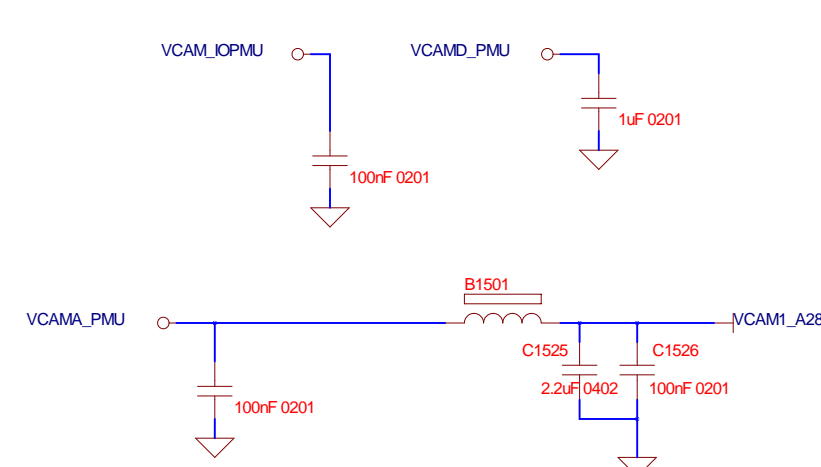 VCAM_IOPMU
VCAMD_PMU
1uF 0201
100nF 0201
B1501
VCAMA_PMU
VCAM1_A28
C1525
C1526
2.2uF 0402
100nF 0201
100nF 0201